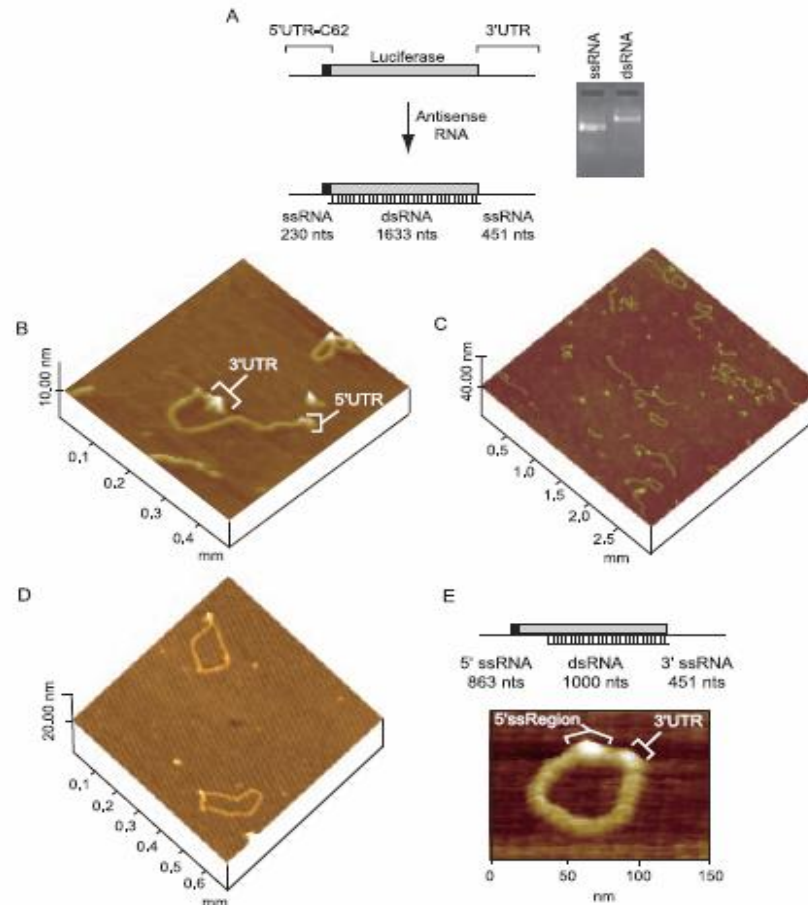 A
5'UTR-C62 3'UTR
Luciferase
ssRNA
dsRNA
Antisense
RNA
ssRNA dsRNA ssRNA
230 nts 1633 nts 451 nts
B
3'UTR
5'UTR
10.00 nm
0.1
0.2
0.3
0.4
mm
C
40.00 nm
0.5
1.0
1.5
2.0
2.5
mm
D
20.00 nm
0.1
0.2
0.3
0.4
0.5
0.6
mm
E
5' ssRNA dsRNA 3' ssRNA
863 nts 1000 nts 451 nts
5'ssRegion 3'UTR
0 50 100 150
nm